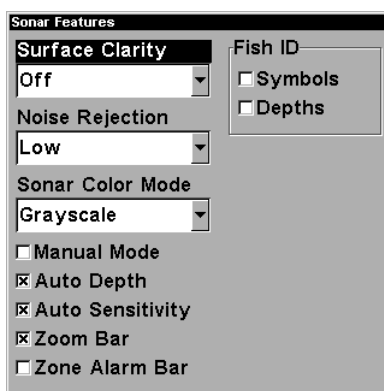 Sonar Features
Surface Clarity
Off
Noise Rejection
Low
Sonar Color Mode
Grayscale
Manual Mode
Auto Depth
Auto Sensitivity
Zoom Bar
Zone Alarm Bar
Fish ID
Symbols
Depths